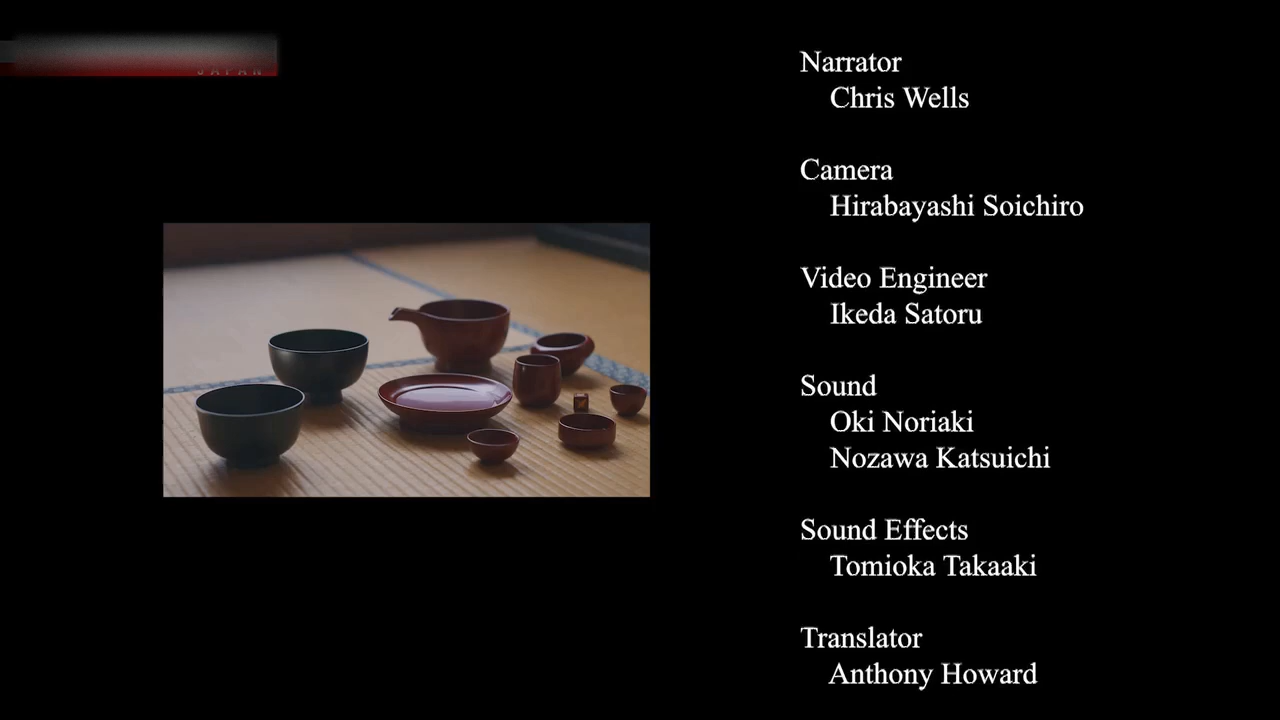 JAPAN
Narrator
Chris Wells
Camera
Hirabayashi Soichiro
Video Engineer
Ikeda Satoru
Sound
Oki Noriaki
Nozawa Katsuichi
Sound Effects
Tomioka Takaaki
Translator
Anthony Howard